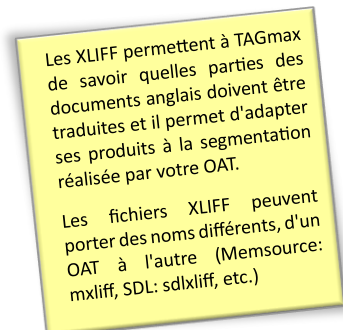 Les XLIFF permettent à TAGmax
de savoir quelles parties des
documents anglais doivent être
traduites et il permet d'adapter
ses produits à la segmentation
réalisée par votre OAT.
Les fichiers XLIFF peuvent
porter des noms différents, d'un
OAT à l'autre (Memsource:
mxliff, SDL: sdlxliff, etc.)